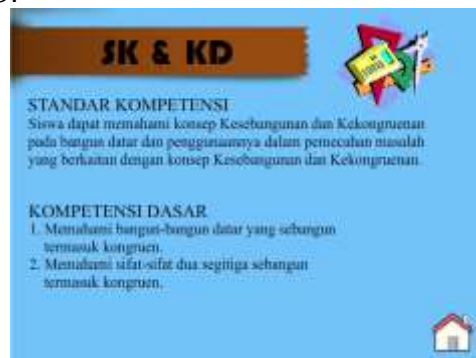 SK & KD
STANDAR KOMPETENSI
Siswa dapat memahami konsep Kesebangunan dan Kekongruenan
pada bangun datar dan penggunaannya dalam pemecahan masalah
yang berkaitan dengan konsep Kesebangunan dan Kekongruenan.
KOMPETENSI DASAR
1. Memahami bangun-bangun datar yang sebangun
termasuk kongruen.
2. Memahami sifat-sifat dua segitiga sebangun
termasuk kongruen.